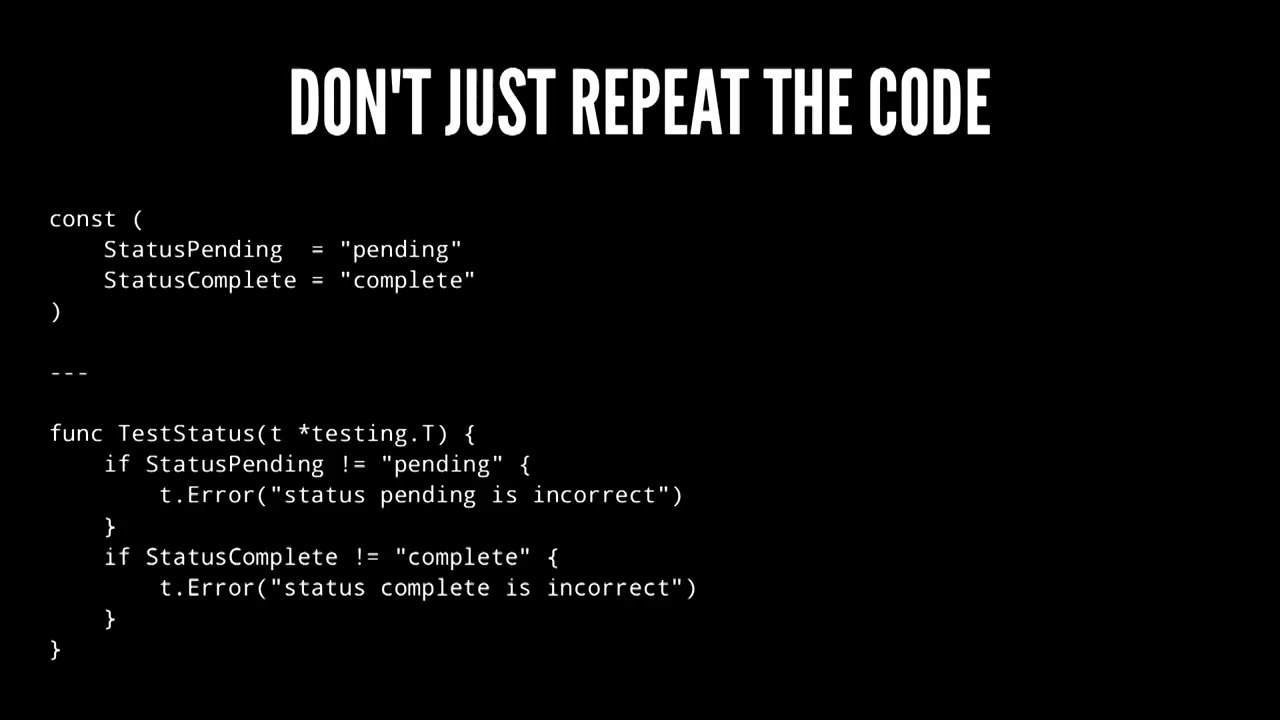 DON'T JUST REPEAT THE CODE
const (
    StatusPending  = "pending"
    StatusComplete = "complete"
)
---
func TestStatus(t *testing.T) {
    if StatusPending != "pending" {
        t.Error("status pending is incorrect")
    }
    if StatusComplete != "complete" {
        t.Error("status complete is incorrect")
    }
}